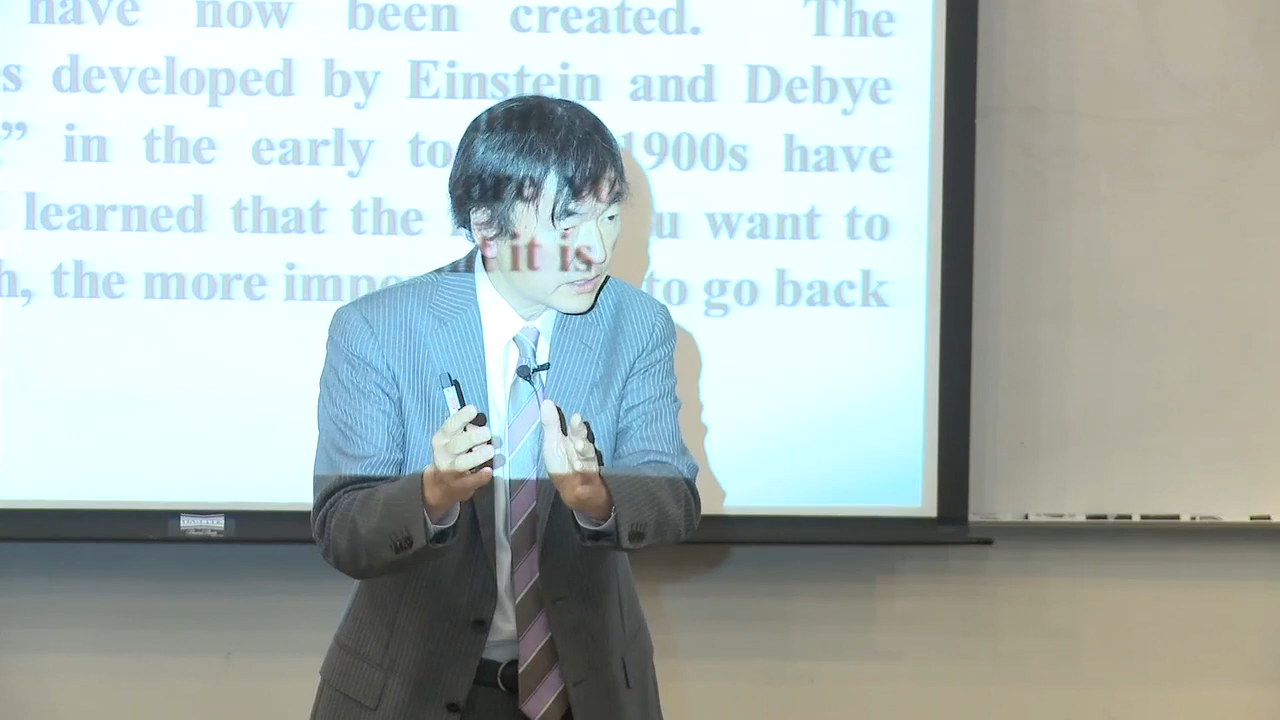 have now been created. The
s developed by Einstein and Debye
” in the early to 1900s have
learned that the u want to
h, the more impo to go back
it is